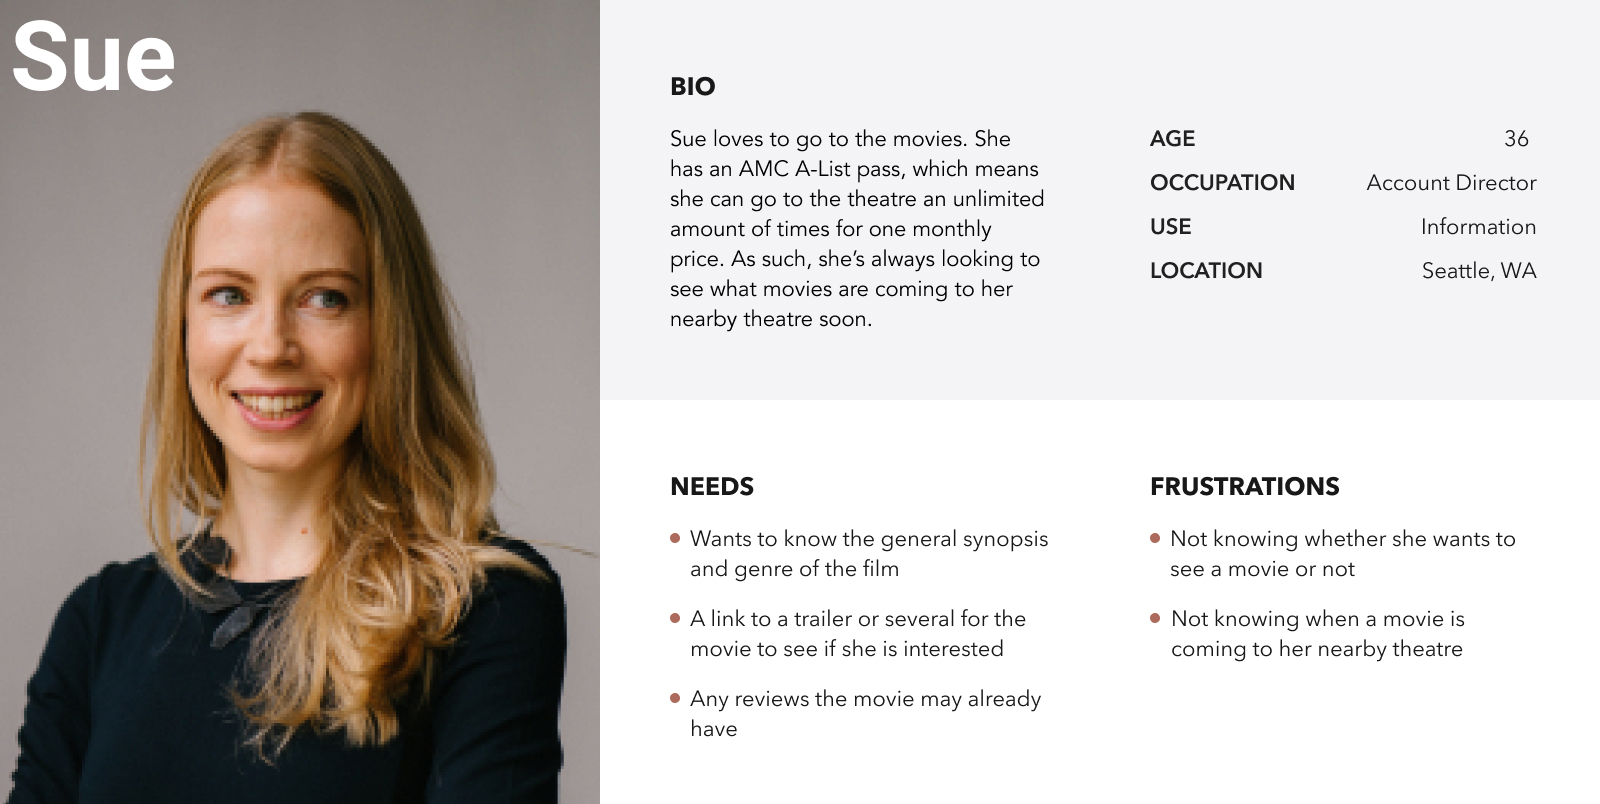 Sue
BIO
Sue loves to go to the movies. She
has an AMC A-List pass, which means
she can go to the theatre an unlimited
amount of times for one monthly
price. As such, she’s always looking to
see what movies are coming to her
nearby theatre soon.
AGE 36
OCCUPATION Account Director
USE Information
LOCATION Seattle, WA
NEEDS
Wants to know the general synopsis
and genre of the film
A link to a trailer or several for the
movie to see if she is interested
Any reviews the movie may already
have
FRUSTRATIONS
Not knowing whether she wants to
see a movie or not
Not knowing when a movie is
coming to her nearby theatre